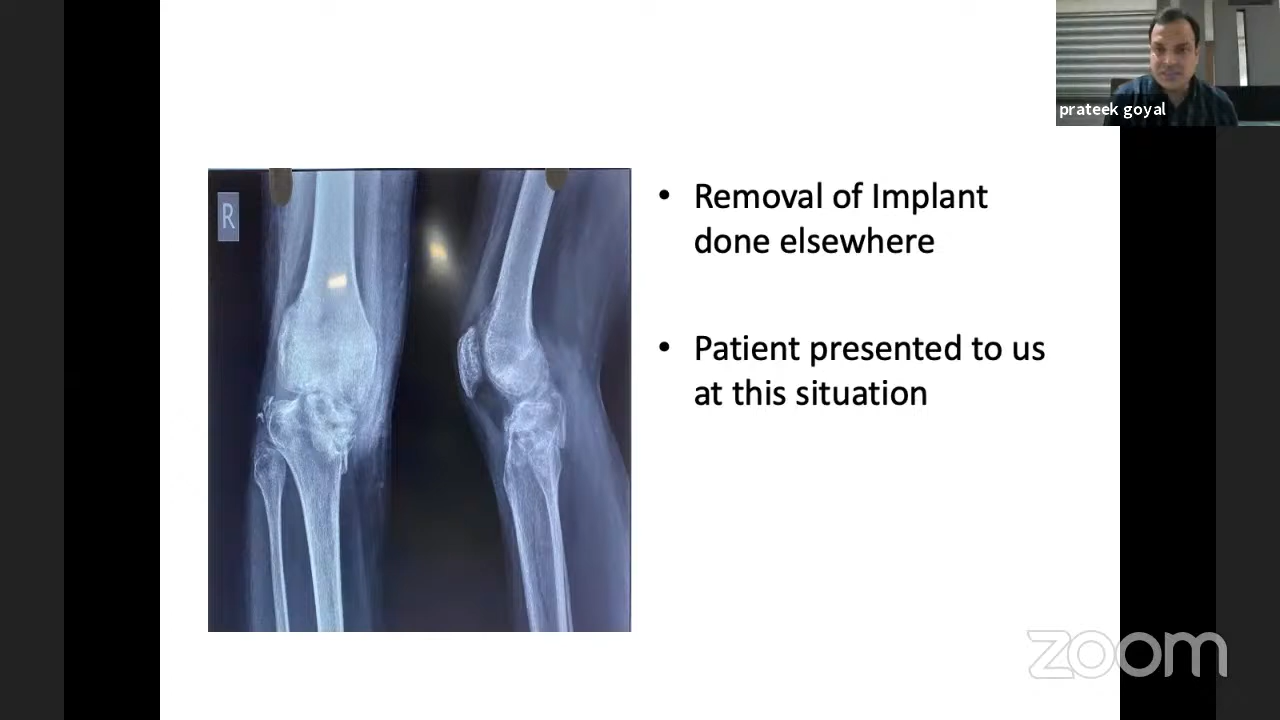 prateek goyal
R
• Removal of Implant
done elsewhere
• Patient presented to us
at this situation
zoom